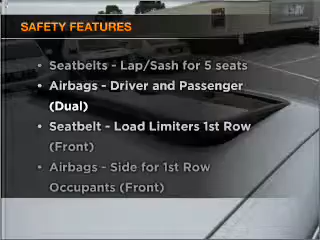 SAFETY FEATURES
• Seatbelts - Lap/Sash for 5 seats
• Airbags - Driver and Passenger
(Dual)
• Seatbelt - Load Limiters 1st Row
(Front)
• Airbags - Side for 1st Row
Occupants (Front)